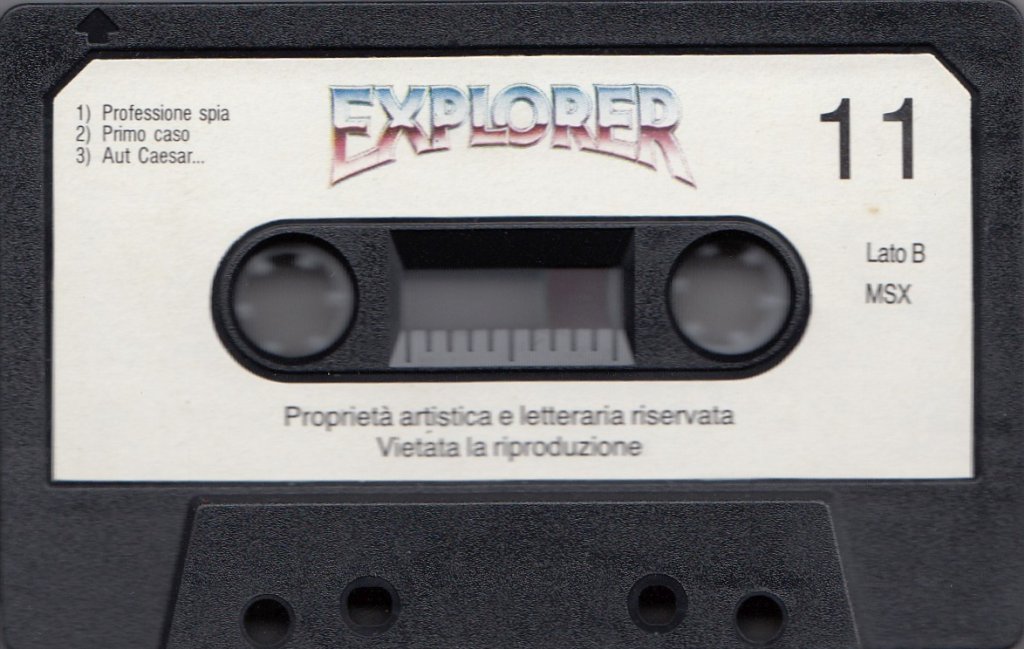 1) Professione spia
2) Primo caso
3) Aut Caesar...
EXPLORER
11
Lato B
MSX
Proprietà artistica e letteraria riservata
Vietata la riproduzione